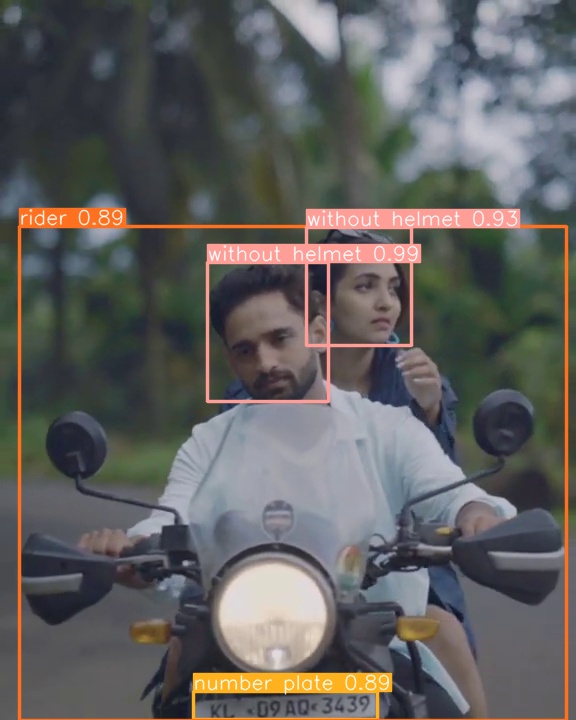 rider 0.89
without helmet 0.93
without helmet 0.99
number plate 0.89
KL 09 AQ 3439